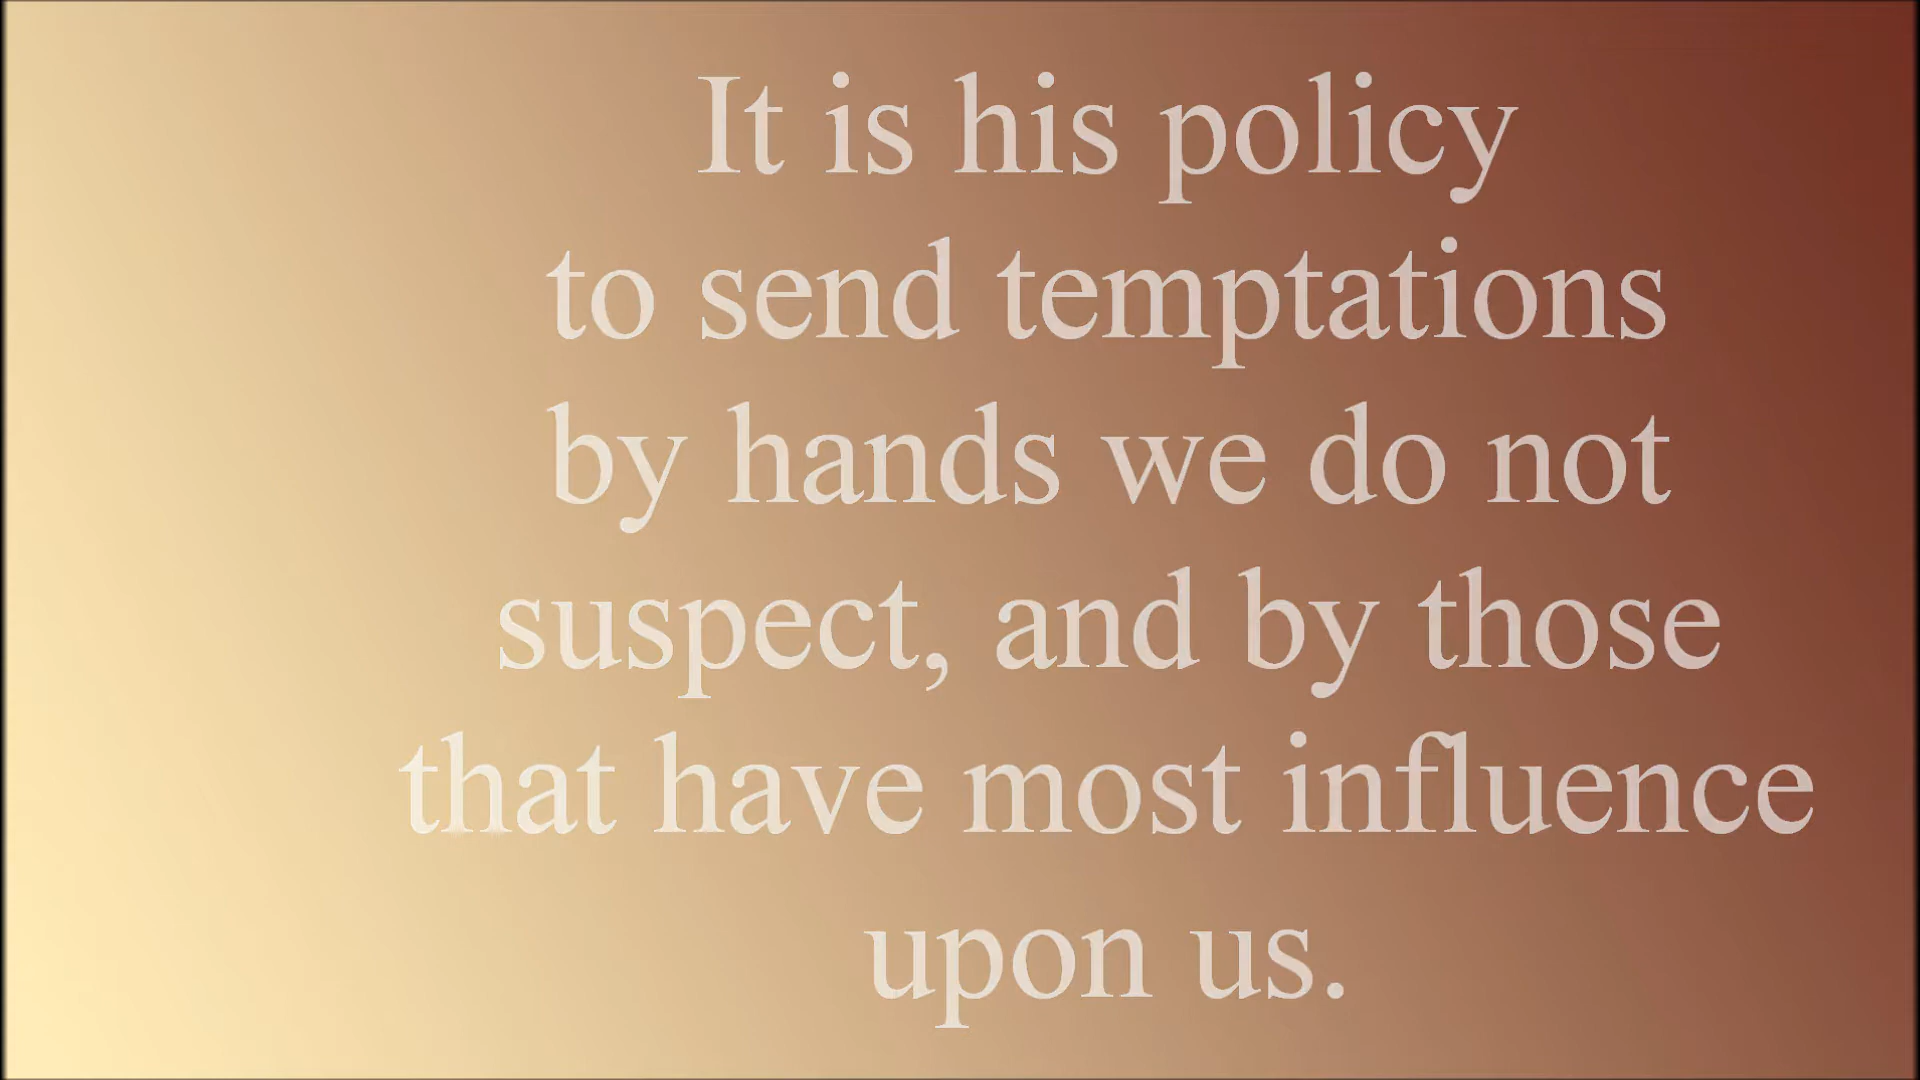 It is his policy
to send temptations
by hands we do not
suspect, and by those
that have most influence
upon us.